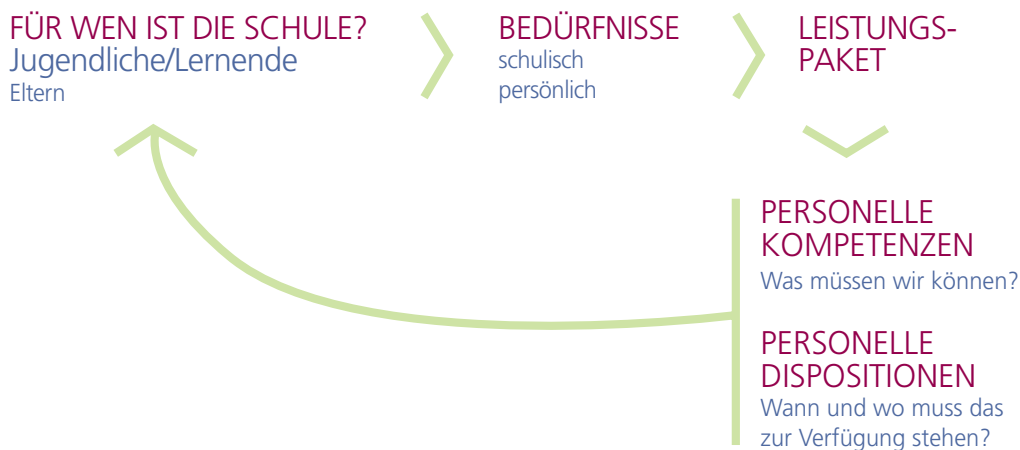 FÜR WEN IST DIE SCHULE?
Jugendliche/Lernende
Eltern
BEDÜRFNISSE
schulisch
persönlich
LEISTUNGS-
PAKET
PERSONELLE
KOMPETENZEN
Was müssen wir können?
PERSONELLE
DISPOSITIONEN
Wann und wo muss das
zur Verfügung stehen?